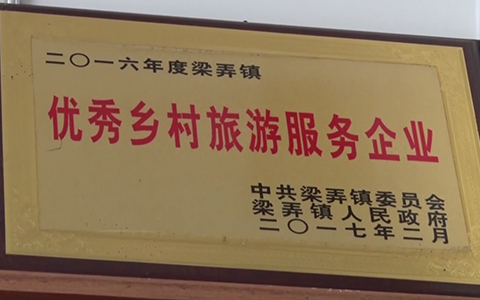 二〇一六年度梁弄镇
优秀乡村旅游服务企业
中共梁弄镇委员会
梁弄镇人民政府
二〇一七年二月